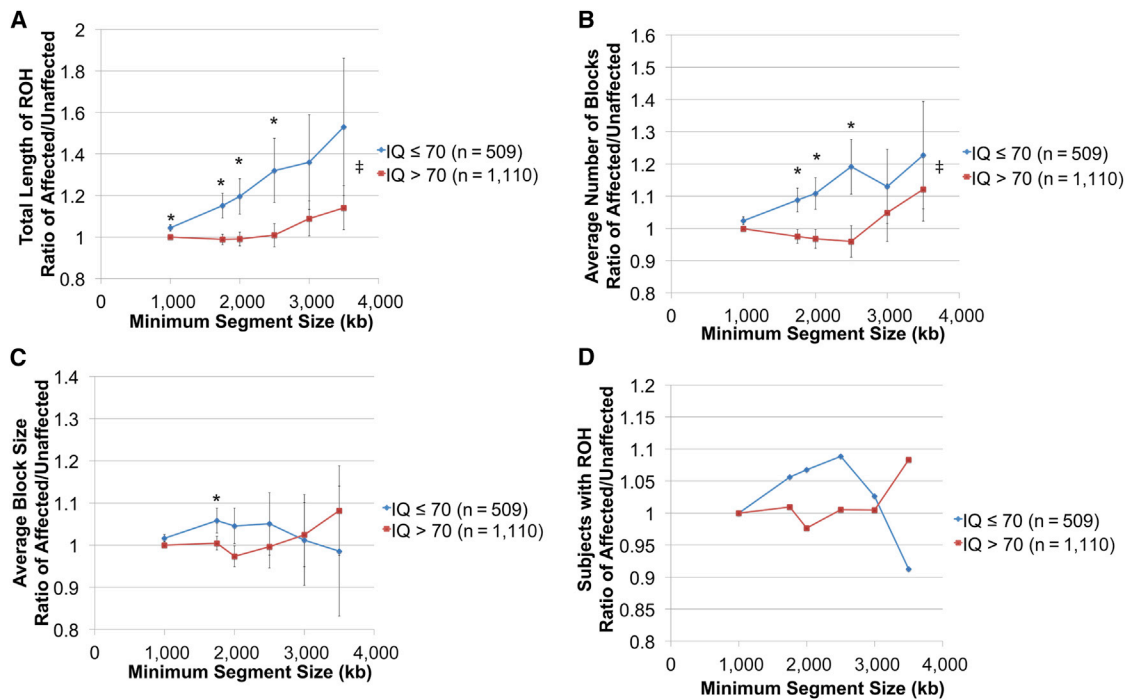 A
Total Length of ROH
Ratio of Affected/Unaffected
2
1.8
1.6
1.4
1.2
1
0.8
*
*
*
*
‡
IQ ≤ 70 (n = 509)
IQ > 70 (n = 1,110)
0
1,000
2,000
3,000
4,000
Minimum Segment Size (kb)
B
Average Number of Blocks
Ratio of Affected/Unaffected
1.6
1.5
1.4
1.3
1.2
1.1
1
0.9
0.8
*
*
*
‡
IQ ≤ 70 (n = 509)
IQ > 70 (n = 1,110)
0
1,000
2,000
3,000
4,000
Minimum Segment Size (kb)
C
Average Block Size
Ratio of Affected/Unaffected
1.4
1.3
1.2
1.1
1
0.9
0.8
*
IQ ≤ 70 (n = 509)
IQ > 70 (n = 1,110)
0
1,000
2,000
3,000
4,000
Minimum Segment Size (kb)
D
Subjects with ROH
Ratio of Affected/Unaffected
1.2
1.15
1.1
1.05
1
0.95
0.9
0.85
0.8
IQ ≤ 70 (n = 509)
IQ > 70 (n = 1,110)
0
1,000
2,000
3,000
4,000
Minimum Segment Size (kb)